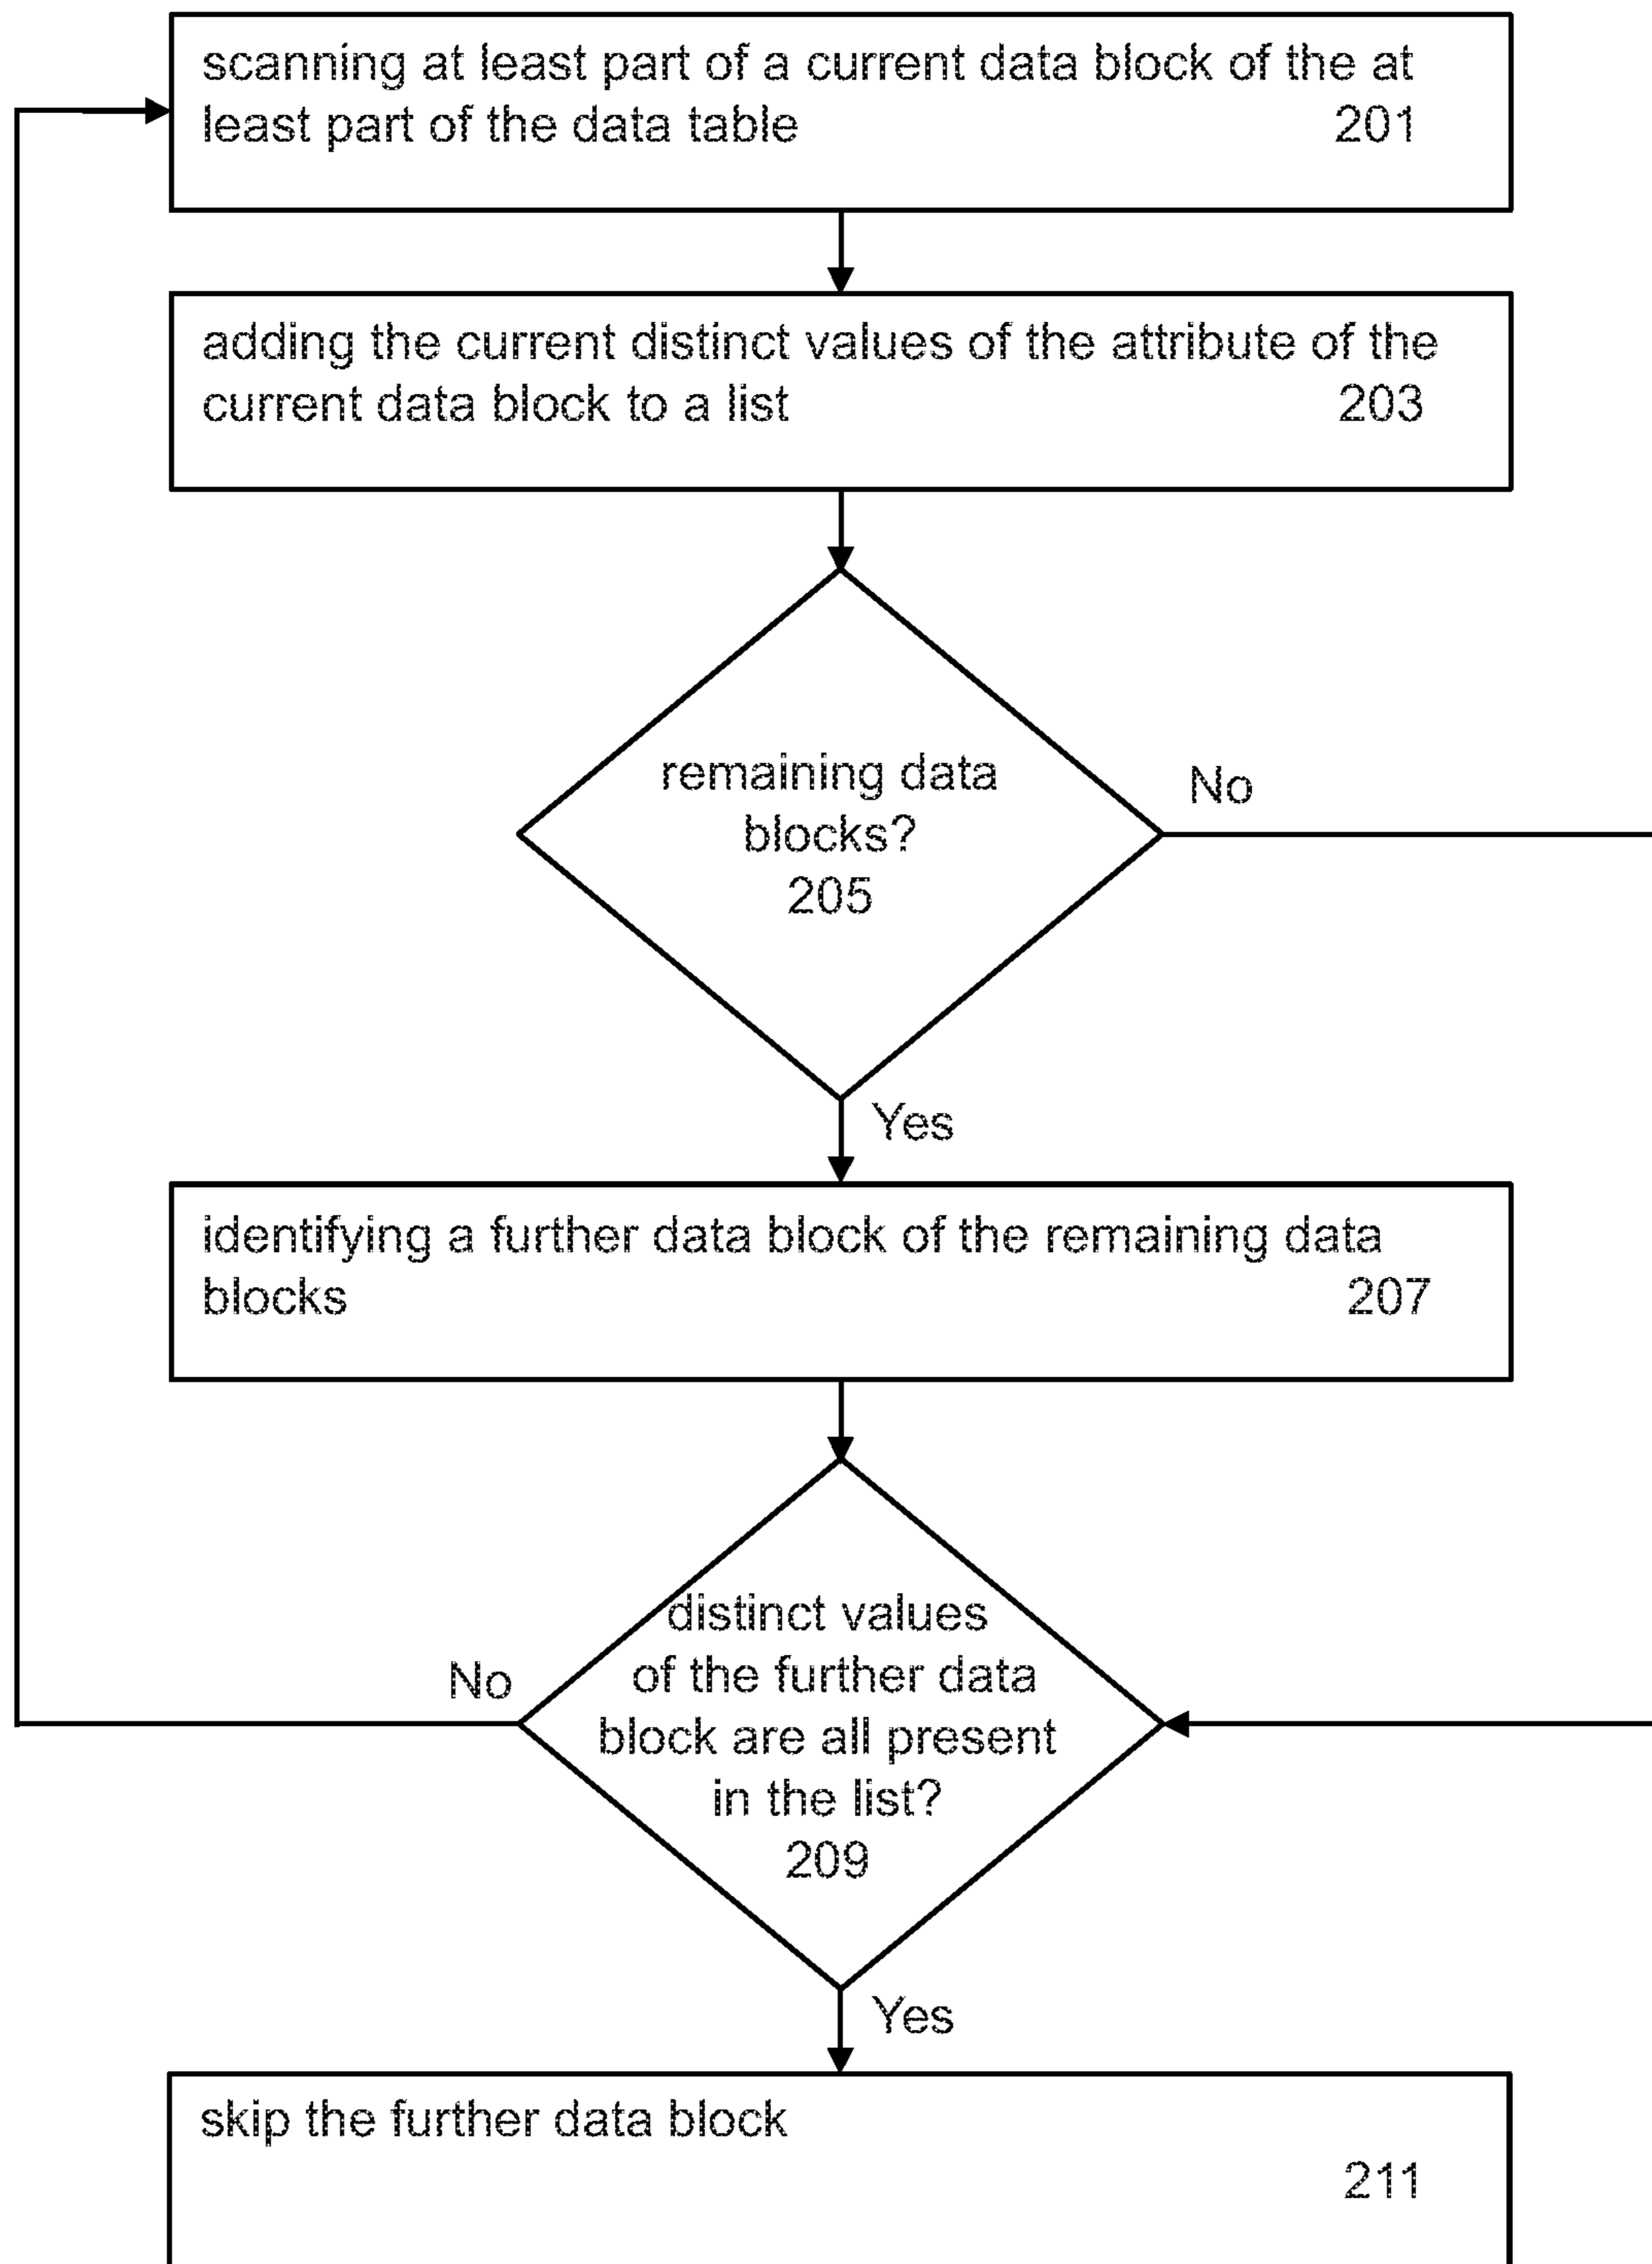 scanning at least part of a current data block of the at
least part of the data table 201
adding the current distinct values of the attribute of the
current data block to a list 203
remaining data
blocks?
205
No
Yes
identifying a further data block of the remaining data
blocks 207
distinct values
of the further data
block are all present
in the list?
209
No
Yes
skip the further data block
211